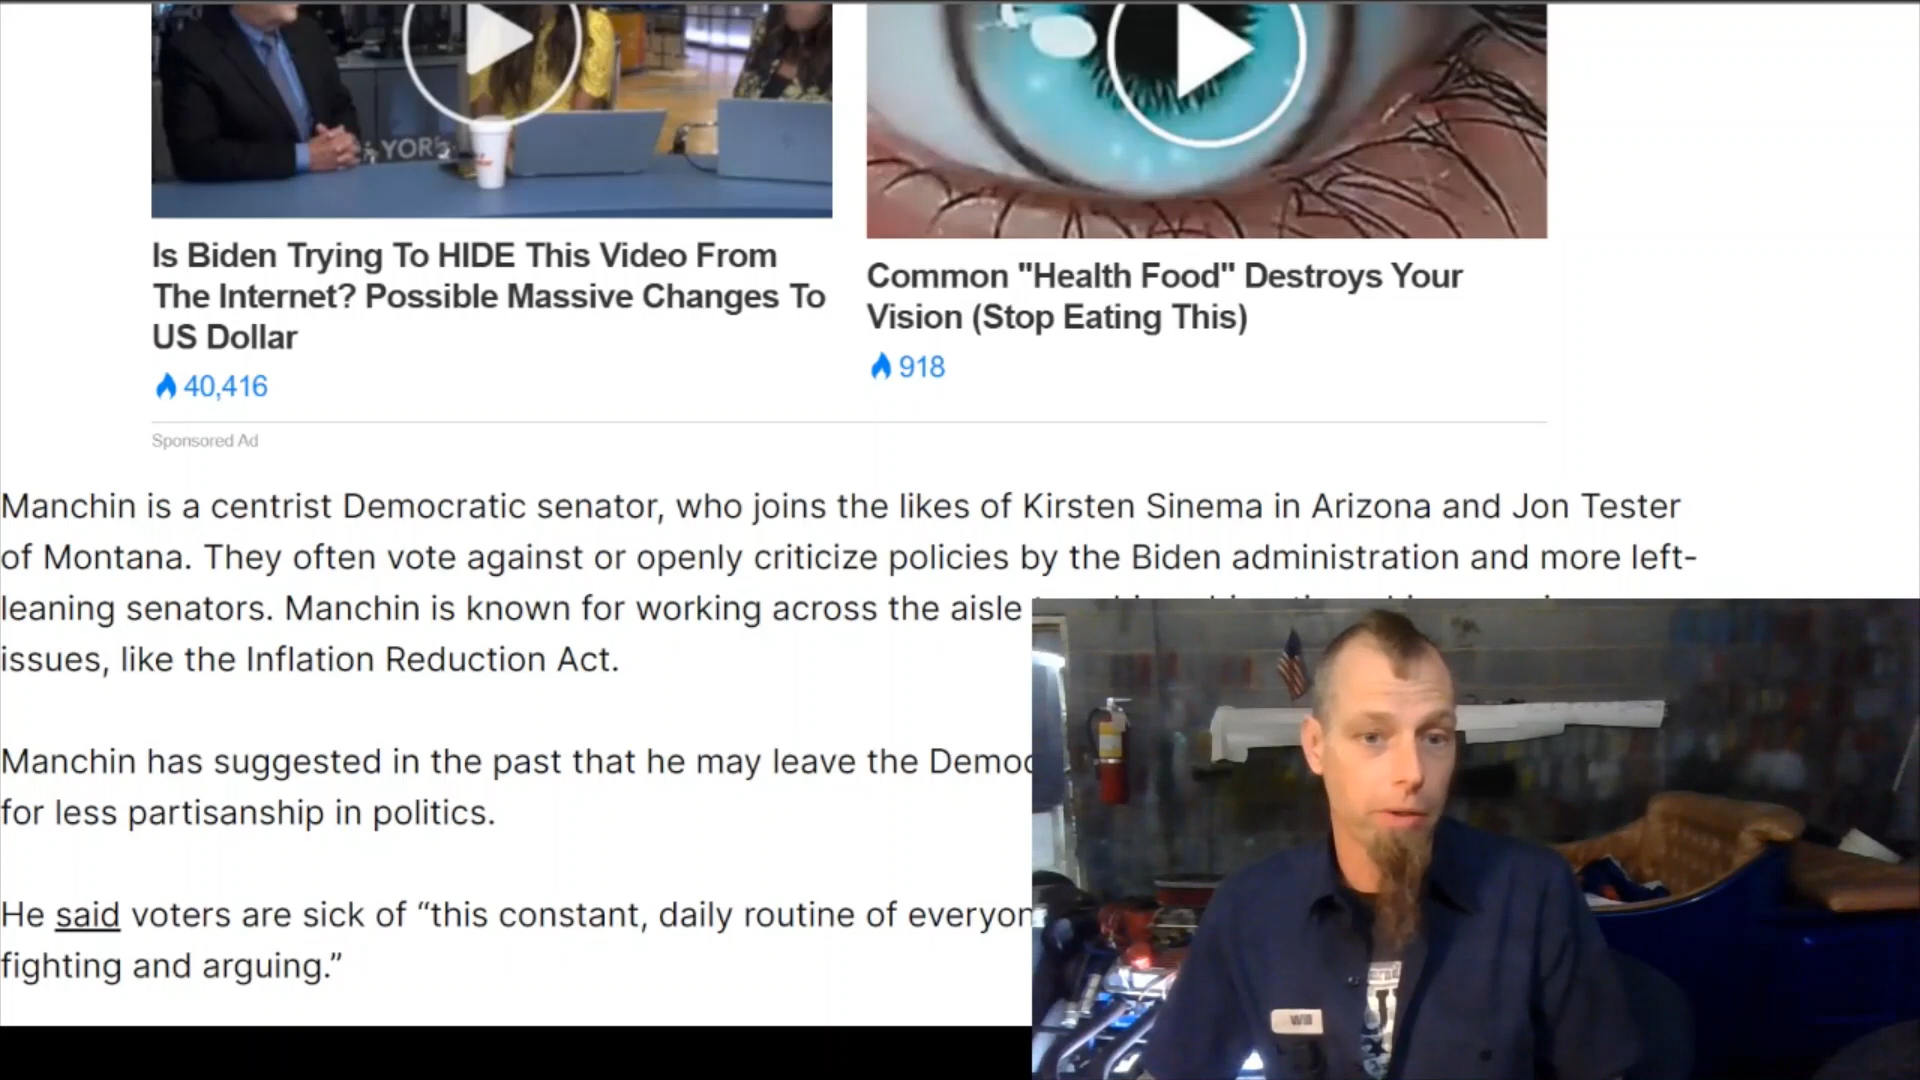 YOR
Is Biden Trying To HIDE This Video From
The Internet? Possible Massive Changes To
US Dollar
40,416
Common "Health Food" Destroys Your
Vision (Stop Eating This)
918
Sponsored Ad
Manchin is a centrist Democratic senator, who joins the likes of Kirsten Sinema in Arizona and Jon Tester
of Montana. They often vote against or openly criticize policies by the Biden administration and more left-
leaning senators. Manchin is known for working across the aisle
issues, like the Inflation Reduction Act.
Manchin has suggested in the past that he may leave the Democ
for less partisanship in politics.
He said voters are sick of “this constant, daily routine of everyon
fighting and arguing.”
Will